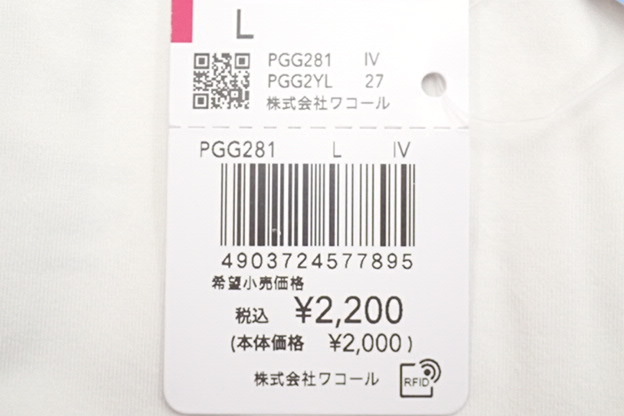 L
PGG281 IV
PGG2YL 27
株式会社ワコール
PGG281 L IV
4903724577895
希望小売価格
税込 ¥2,200
(本体価格 ¥2,000)
株式会社ワコール RFID